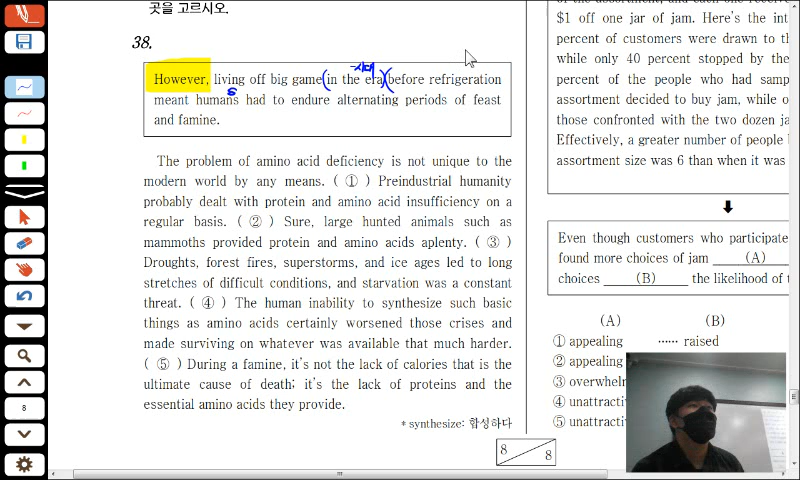 곳을 고르시오.
38.
However, living off big game (in the era)(before refrigeration
시대
meant humans had to endure alternating periods of feast
s
and famine.
The problem of amino acid deficiency is not unique to the
modern world by any means. ( ① ) Preindustrial humanity
probably dealt with protein and amino acid insufficiency on a
regular basis. ( ② ) Sure, large hunted animals such as
mammoths provided protein and amino acids aplenty. ( ③ )
Droughts, forest fires, superstorms, and ice ages led to long
stretches of difficult conditions, and starvation was a constant
threat. ( ④ ) The human inability to synthesize such basic
things as amino acids certainly worsened those crises and
made surviving on whatever was available that much harder.
( ⑤ ) During a famine, it's not the lack of calories that is the
ultimate cause of death; it's the lack of proteins and the
essential amino acids they provide.
* synthesize: 합성하다
8
8
8
$1 off one jar of jam. Here's the int
percent of customers were drawn to th
while only 40 percent stopped by the
percent of the people who had samp
assortment decided to buy jam, while o
those confronted with the two dozen ja
Effectively, a greater number of people
assortment size was 6 than when it was
Even though customers who participate
found more choices of jam (A)
choices (B) the likelihood of t
(A) (B)
① appealing …… raised
② appealing
③ overwhelm
④ unattracti
⑤ unattracti